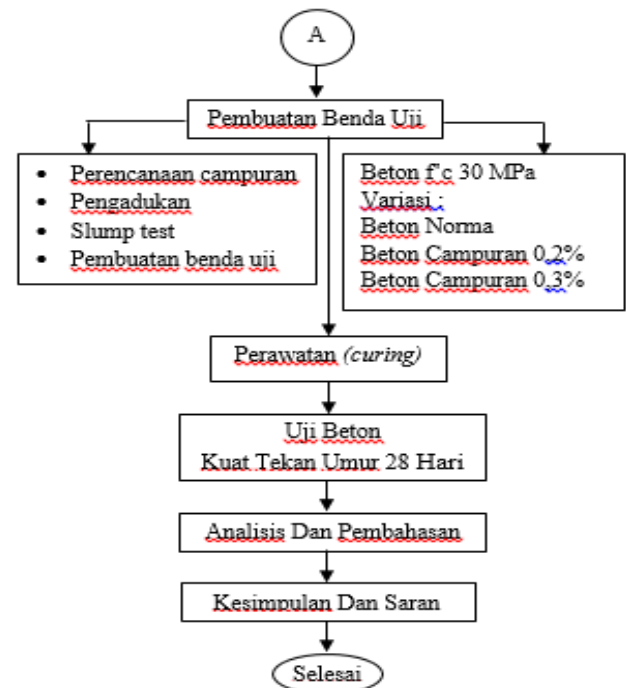 A
Pembuatan Benda Uji
• Perencanaan campuran
• Pengadukan
• Slump test
• Pembuatan benda uji
Beton f'c 30 MPa
Variasi :
Beton Norma
Beton Campuran 0,2%
Beton Campuran 0,3%
Perawatan (curing)
Uji Beton
Kuat Tekan Umur 28 Hari
Analisis Dan Pembahasan
Kesimpulan Dan Saran
Selesai